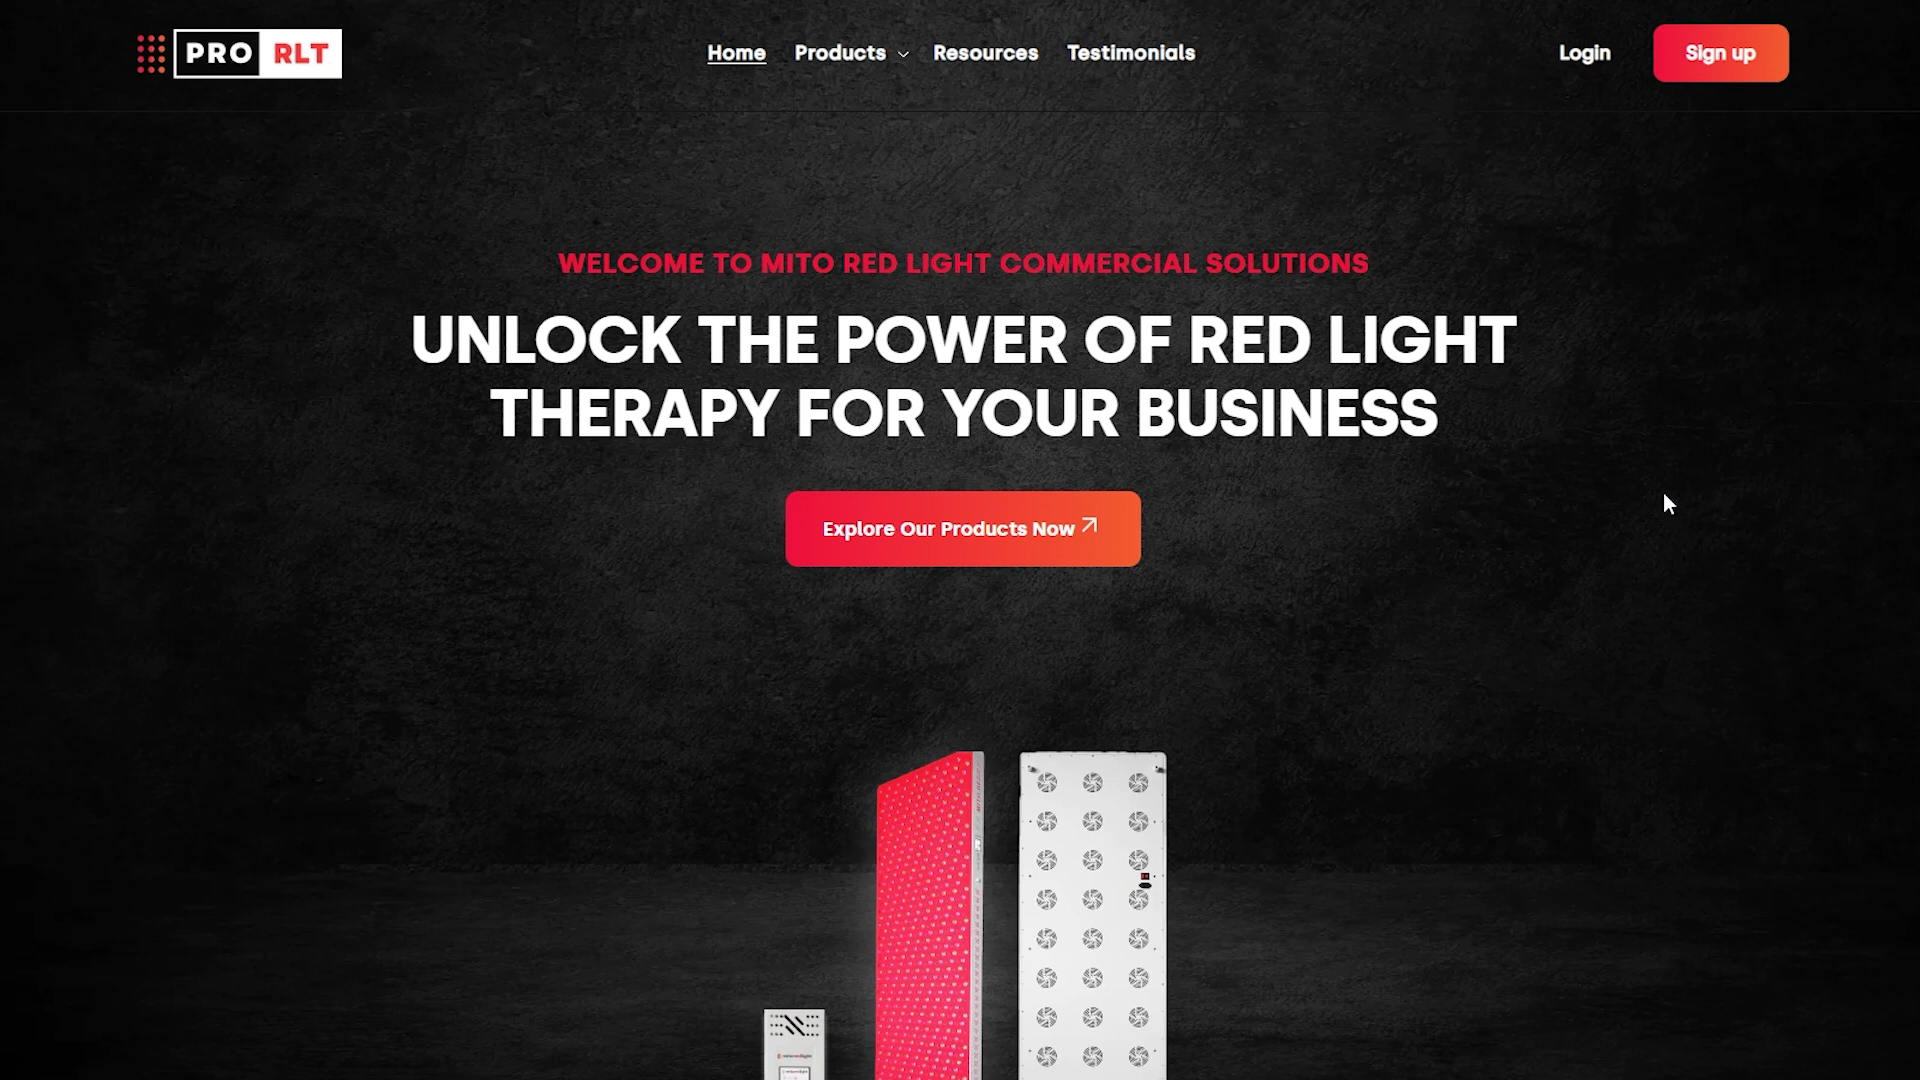 PRO RLT
Home Products Resources Testimonials
Login Sign up
WELCOME TO MITO RED LIGHT COMMERCIAL SOLUTIONS
UNLOCK THE POWER OF RED LIGHT
THERAPY FOR YOUR BUSINESS
Explore Our Products Now